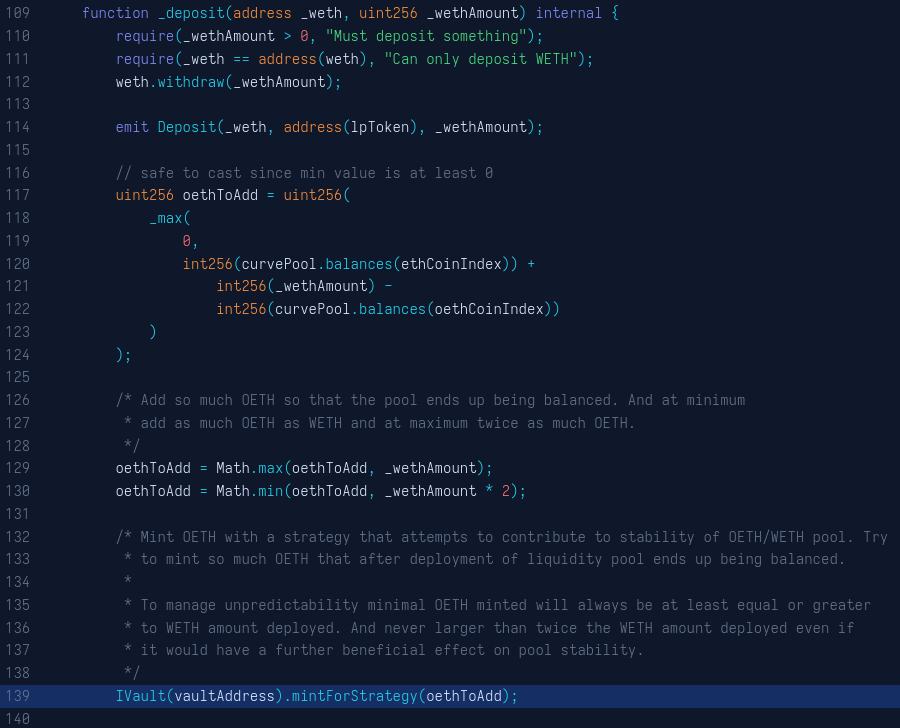 109 function _deposit(address _weth, uint256 _wethAmount) internal {
110 require(_wethAmount > 0, "Must deposit something");
111 require(_weth == address(weth), "Can only deposit WETH");
112 weth.withdraw(_wethAmount);
113
114 emit Deposit(_weth, address(lpToken), _wethAmount);
115
116 // safe to cast since min value is at least 0
117 uint256 oethToAdd = uint256(
118 _max(
119 0,
120 int256(curvePool.balances(ethCoinIndex)) +
121 int256(_wethAmount) -
122 int256(curvePool.balances(oethCoinIndex))
123 )
124 );
125
126 /* Add so much OETH so that the pool ends up being balanced. And at minimum
127 * add as much OETH as WETH and at maximum twice as much OETH.
128 */
129 oethToAdd = Math.max(oethToAdd, _wethAmount);
130 oethToAdd = Math.min(oethToAdd, _wethAmount * 2);
131
132 /* Mint OETH with a strategy that attempts to contribute to stability of OETH/WETH pool. Try
133 * to mint so much OETH that after deployment of liquidity pool ends up being balanced.
134 *
135 * To manage unpredictability minimal OETH minted will always be at least equal or greater
136 * to WETH amount deployed. And never larger than twice the WETH amount deployed even if
137 * it would have a further beneficial effect on pool stability.
138 */
139 IVault(vaultAddress).mintForStrategy(oethToAdd);
140